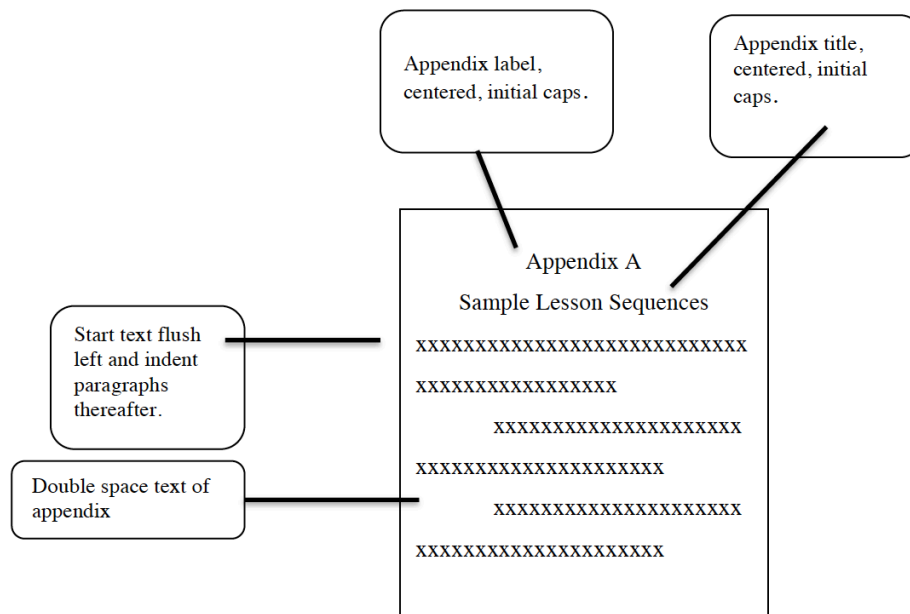 Appendix label,
centered, initial caps.
Appendix title,
centered, initial
caps.
Appendix A
Sample Lesson Sequences
Start text flush
left and indent
paragraphs
thereafter.
xxxxxxxxxxxxxxxxxxxxxxxxxxxx
xxxxxxxxxxxxxxxxx
xxxxxxxxxxxxxxxxxxxxx
xxxxxxxxxxxxxxxxxxxxx
Double space text of
appendix
xxxxxxxxxxxxxxxxxxxxx
xxxxxxxxxxxxxxxxxxxxx